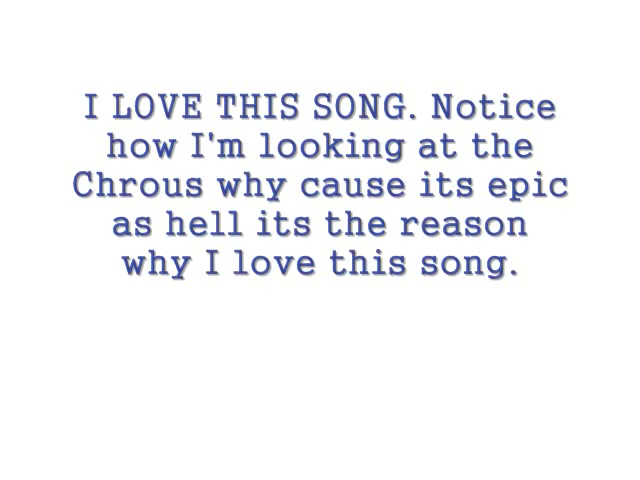 I LOVE THIS SONG. Notice
how I'm looking at the
Chrous why cause its epic
as hell its the reason
why I love this song.